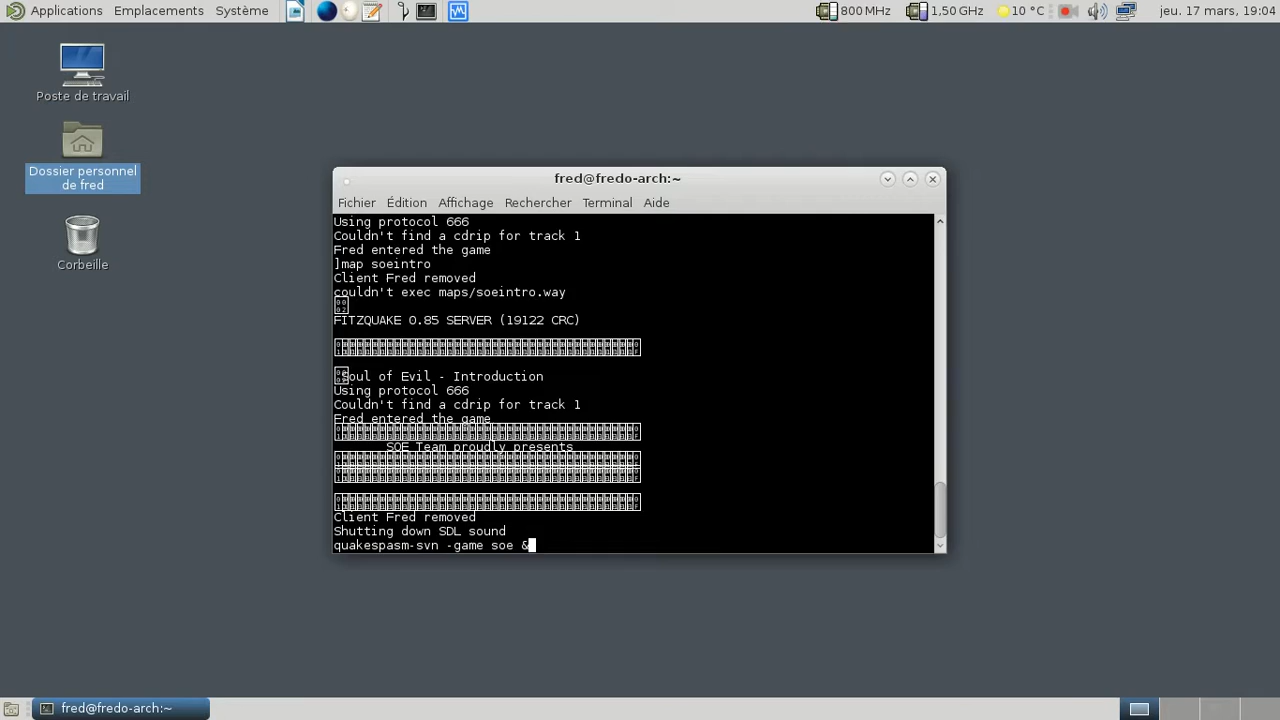 Applications Emplacements Système 800 MHz 1,50 GHz 10 °C jeu. 17 mars, 19:04
Poste de travail
Dossier personnel
de fred
Corbeille
fred@fredo-arch:~
Fichier Édition Affichage Rechercher Terminal Aide
Using protocol 666
Couldn't find a cdrip for track 1
Fred entered the game
]map soeintro
Client Fred removed
couldn't exec maps/soeintro.way
FITZQUAKE 0.85 SERVER (19122 CRC)
Soul of Evil - Introduction
Using protocol 666
Couldn't find a cdrip for track 1
Fred entered the game
SOE Team proudly presents
Client Fred removed
Shutting down SDL sound
quakespasm-svn -game soe &
fred@fredo-arch:~